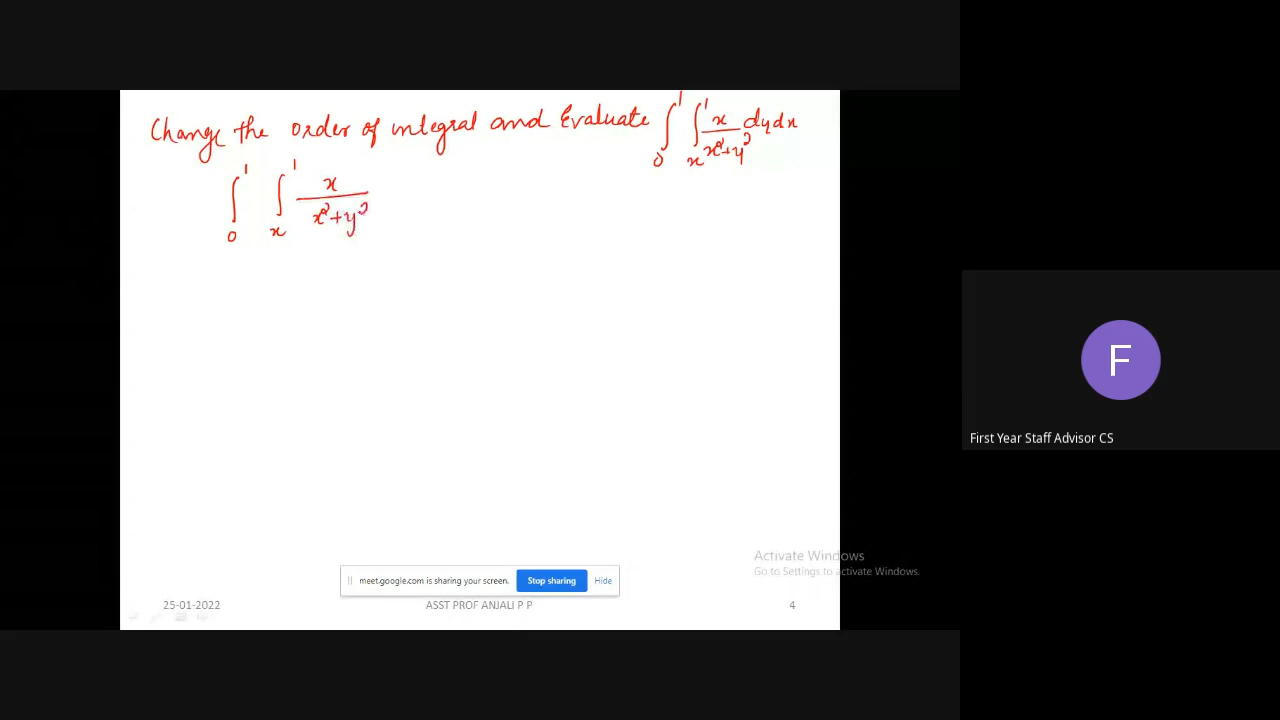 Change the order of integral and Evaluate ∫₀¹ ∫ₓ¹ x/(x²+y²) dy dx
∫₀¹ ∫ₓ¹ x/(x²+y²)
F
First Year Staff Advisor CS
Activate Windows
Go to Settings to activate Windows.
meet.google.com is sharing your screen. Stop sharing Hide
25-01-2022 ASST PROF ANJALI P P 4